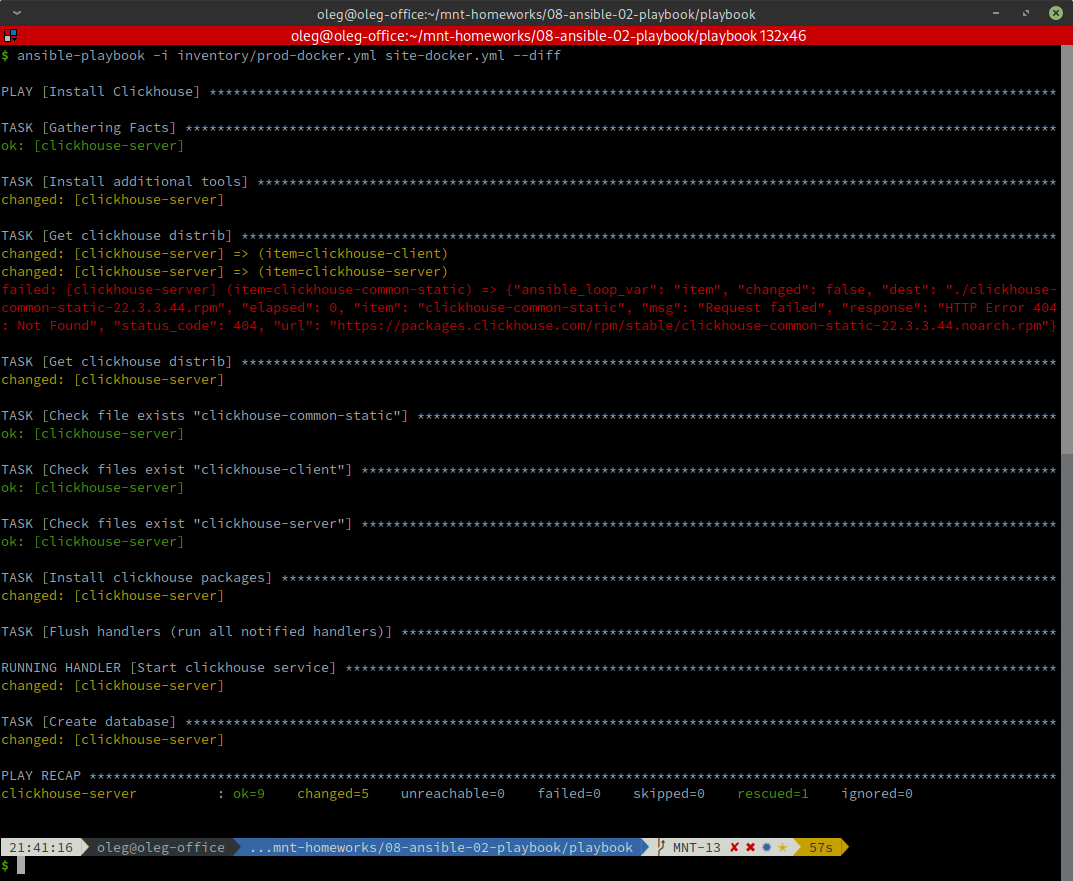 oleg@oleg-office:~/mnt-homeworks/08-ansible-02-playbook/playbook
oleg@oleg-office:~/mnt-homeworks/08-ansible-02-playbook/playbook 132x46
$ ansible-playbook -i inventory/prod-docker.yml site-docker.yml --diff
PLAY [Install Clickhouse] **********************************************************************************************************
TASK [Gathering Facts] *************************************************************************************************************
ok: [clickhouse-server]
TASK [Install additional tools] ****************************************************************************************************
changed: [clickhouse-server]
TASK [Get clickhouse distrib] ******************************************************************************************************
changed: [clickhouse-server] => (item=clickhouse-client)
changed: [clickhouse-server] => (item=clickhouse-server)
failed: [clickhouse-server] (item=clickhouse-common-static) => {"ansible_loop_var": "item", "changed": false, "dest": "./clickhouse-
common-static-22.3.3.44.rpm", "elapsed": 0, "item": "clickhouse-common-static", "msg": "Request failed", "response": "HTTP Error 404
: Not Found", "status_code": 404, "url": "https://packages.clickhouse.com/rpm/stable/clickhouse-common-static-22.3.3.44.noarch.rpm"}
TASK [Get clickhouse distrib] ******************************************************************************************************
changed: [clickhouse-server]
TASK [Check file exists "clickhouse-common-static"] ********************************************************************************
ok: [clickhouse-server]
TASK [Check files exist "clickhouse-client"] ***************************************************************************************
ok: [clickhouse-server]
TASK [Check files exist "clickhouse-server"] ***************************************************************************************
ok: [clickhouse-server]
TASK [Install clickhouse packages] *************************************************************************************************
changed: [clickhouse-server]
TASK [Flush handlers (run all notified handlers)] **********************************************************************************
RUNNING HANDLER [Start clickhouse service] *****************************************************************************************
changed: [clickhouse-server]
TASK [Create database] *************************************************************************************************************
changed: [clickhouse-server]
PLAY RECAP *************************************************************************************************************************
clickhouse-server : ok=9 changed=5 unreachable=0 failed=0 skipped=0 rescued=1 ignored=0
21:41:16 oleg@oleg-office ...mnt-homeworks/08-ansible-02-playbook/playbook MNT-13 ✘ ✖ ✹ ★ 57s
$